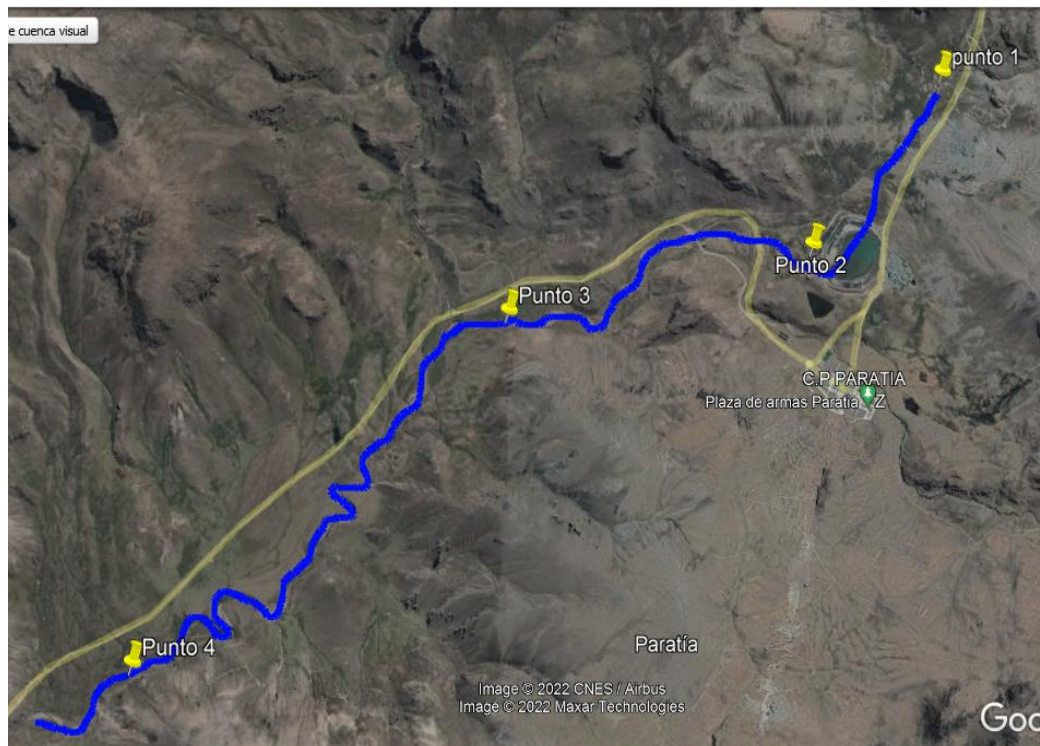 e cuenca visual
punto 1
Punto 2
Punto 3
C.P PARATIA
Plaza de armas Paratia
Z
Punto 4
Paratía
Image © 2022 CNES / Airbus
Image © 2022 Maxar Technologies
Goo